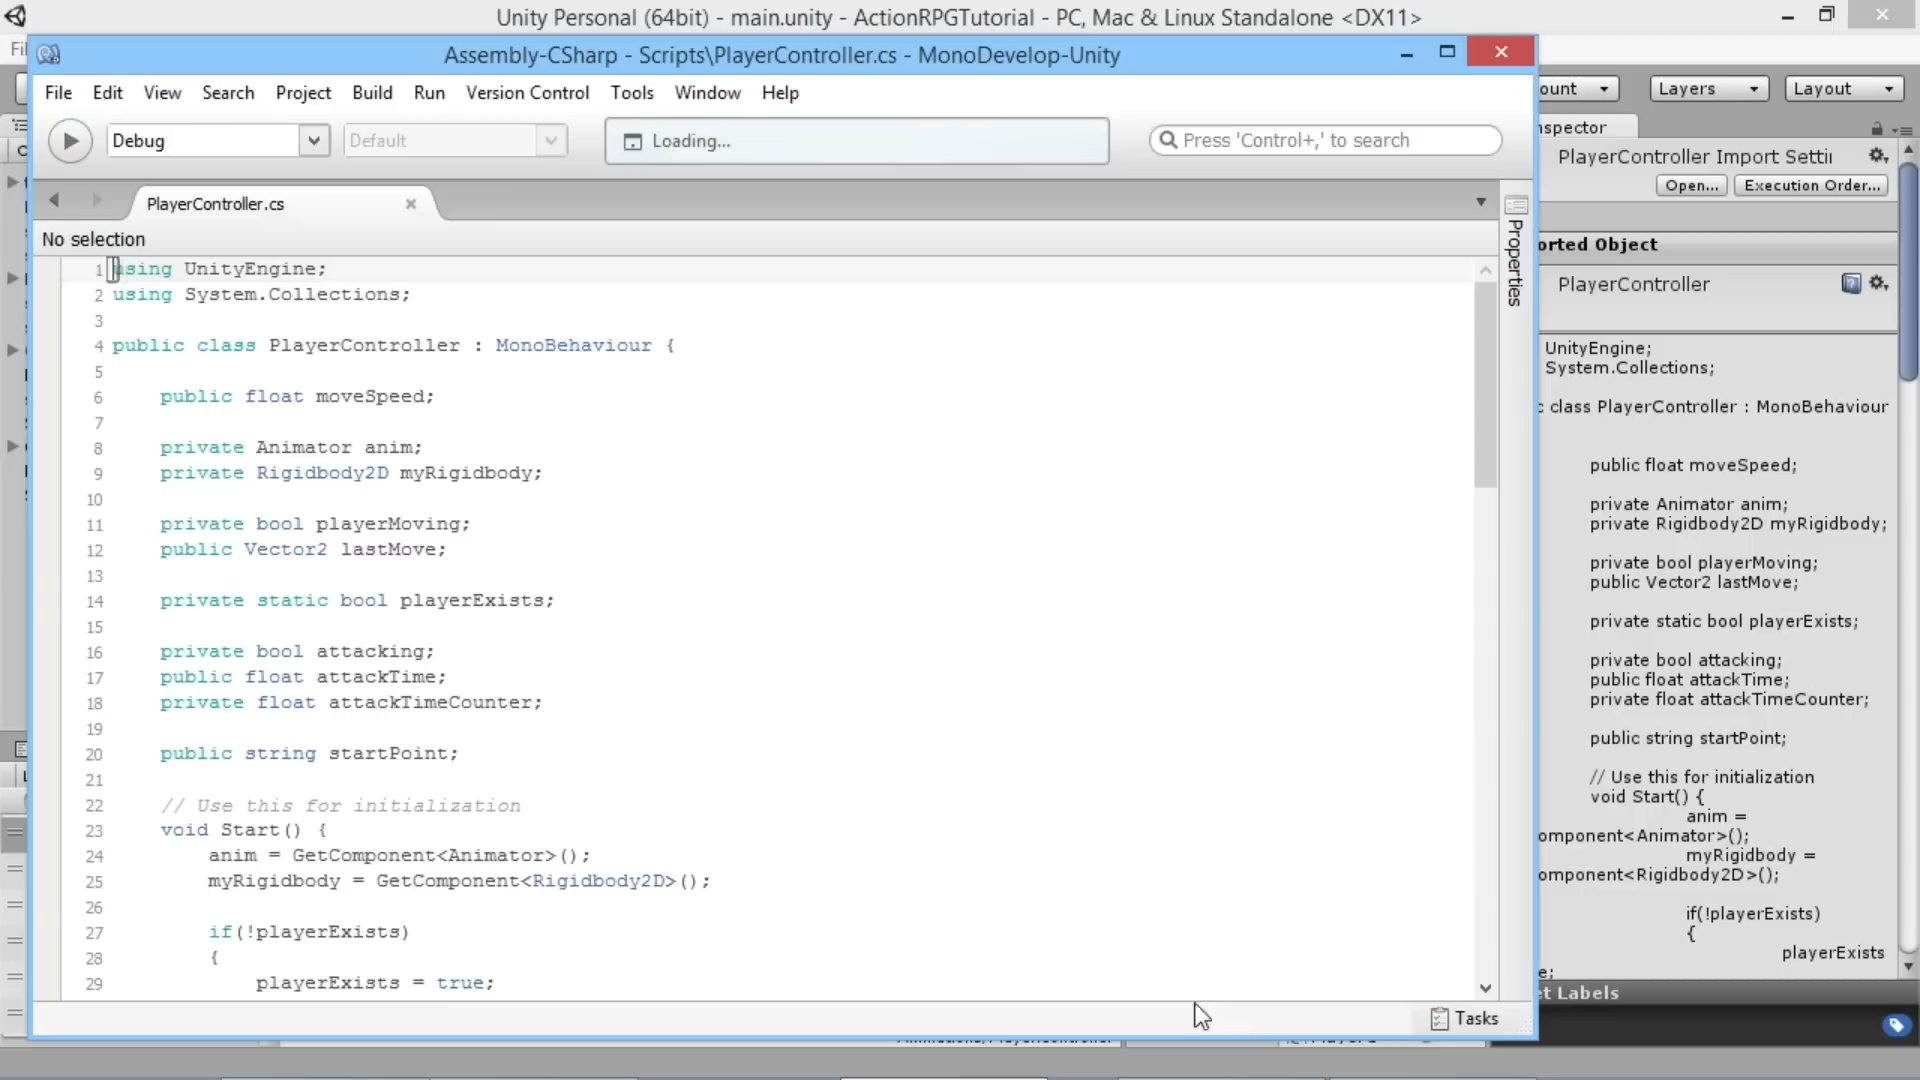 Unity Personal (64bit) - main.unity - ActionRPGTutorial - PC, Mac & Linux Standalone <DX11>
Assembly-CSharp - Scripts\PlayerController.cs - MonoDevelop-Unity
File Edit View Search Project Build Run Version Control Tools Window Help
Layers Layout
Debug Default Loading... Press 'Control+,' to search
PlayerController Import Setti
Open... Execution Order...
PlayerController.cs
Properties
No selection
1 using UnityEngine;
2 using System.Collections;
3
4 public class PlayerController : MonoBehaviour {
5
6 public float moveSpeed;
7
8 private Animator anim;
9 private Rigidbody2D myRigidbody;
10
11 private bool playerMoving;
12 public Vector2 lastMove;
13
14 private static bool playerExists;
15
16 private bool attacking;
17 public float attackTime;
18 private float attackTimeCounter;
19
20 public string startPoint;
21
22 // Use this for initialization
23 void Start() {
24 anim = GetComponent<Animator>();
25 myRigidbody = GetComponent<Rigidbody2D>();
26
27 if(!playerExists)
28 {
29 playerExists = true;
Tasks
nspector
orted Object
PlayerController
UnityEngine;
System.Collections;
c class PlayerController : MonoBehaviour
public float moveSpeed;
private Animator anim;
private Rigidbody2D myRigidbody;
private bool playerMoving;
public Vector2 lastMove;
private static bool playerExists;
private bool attacking;
public float attackTime;
private float attackTimeCounter;
public string startPoint;
// Use this for initialization
void Start() {
anim =
omponent<Animator>();
myRigidbody =
omponent<Rigidbody2D>();
if(!playerExists)
{
playerExists
e;
et Labels